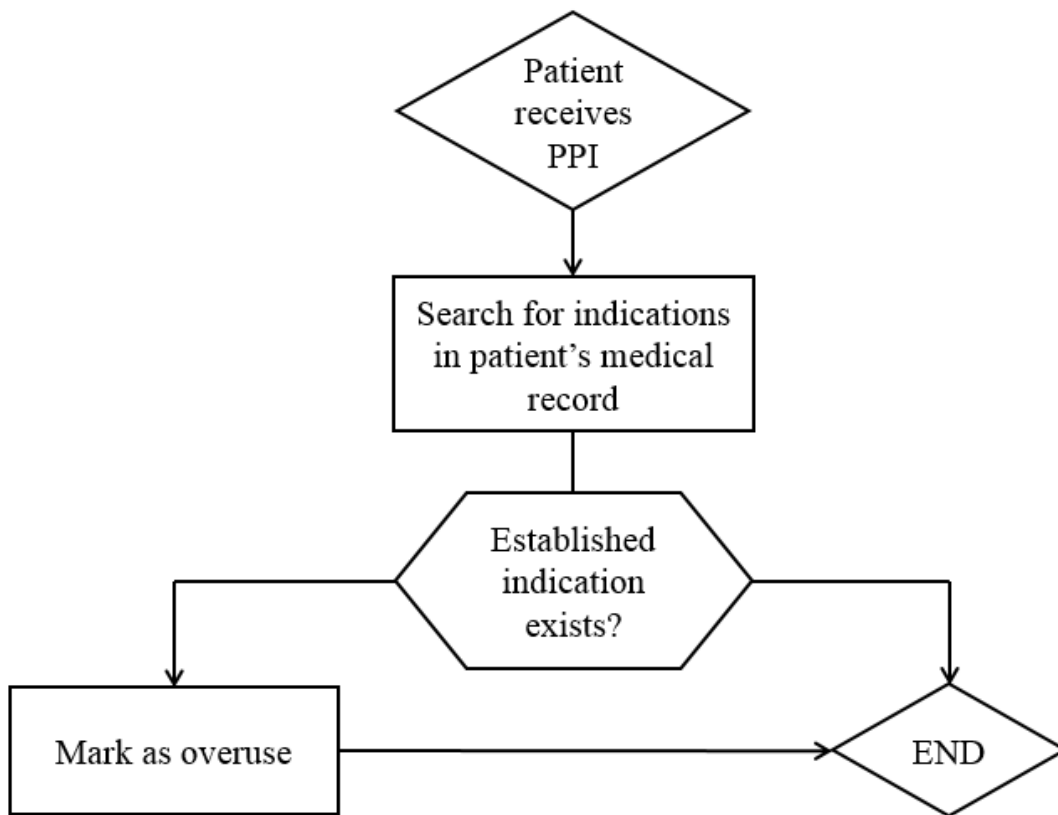 Patient
receives
PPI
Search for indications
in patient’s medical
record
Established
indication
exists?
Mark as overuse
END